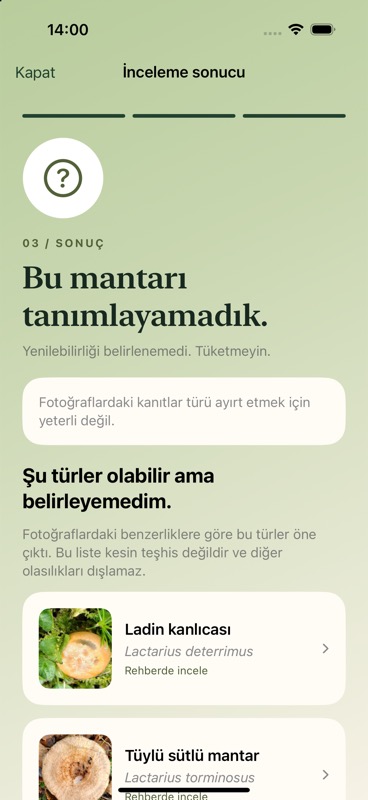 14:00
Kapat
İnceleme sonucu
03 / SONUÇ
Bu mantarı
tanımlayamadık.
Yenilebilirliği belirlenemedi. Tüketmeyin.
Fotoğraflardaki kanıtlar türü ayırt etmek için
yeterli değil.
Şu türler olabilir ama
belirleyemedim.
Fotoğraflardaki benzerliklere göre bu türler öne
çıktı. Bu liste kesin teşhis değildir ve diğer
olasılıkları dışlamaz.
Ladin kanlıcası
Lactarius deterrimus
Rehberde incele
Tüylü sütlü mantar
Lactarius torminosus
Rehberde incele